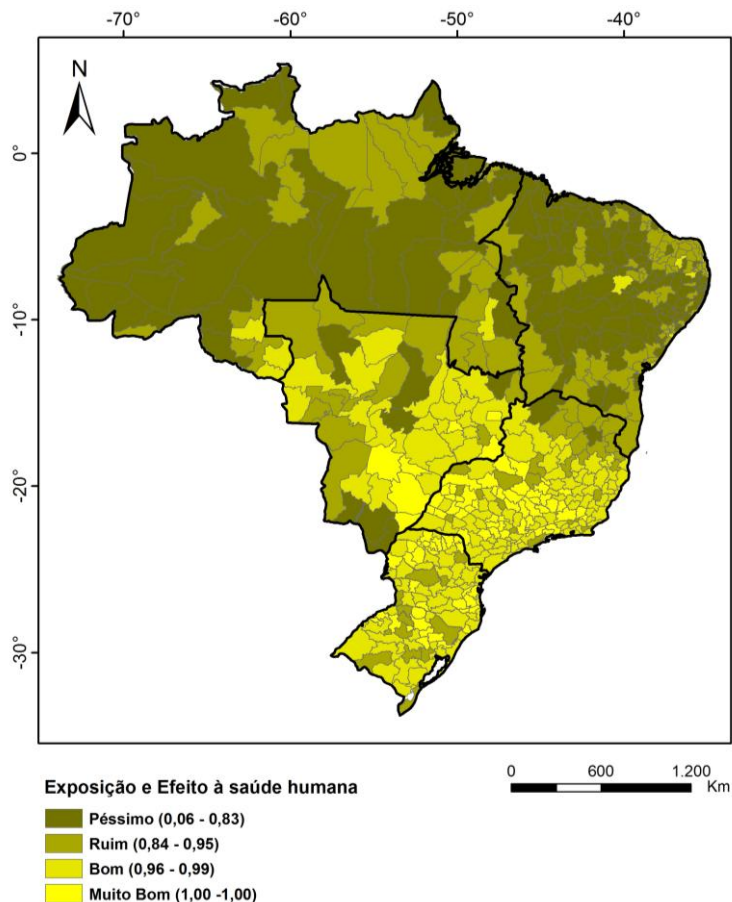 -70° -60° -50° -40°
N
0°
-10°
-20°
-30°
Exposição e Efeito à saúde humana
0 600 1.200
Km
Péssimo (0,06 - 0,83)
Ruim (0,84 - 0,95)
Bom (0,96 - 0,99)
Muito Bom (1,00 -1,00)